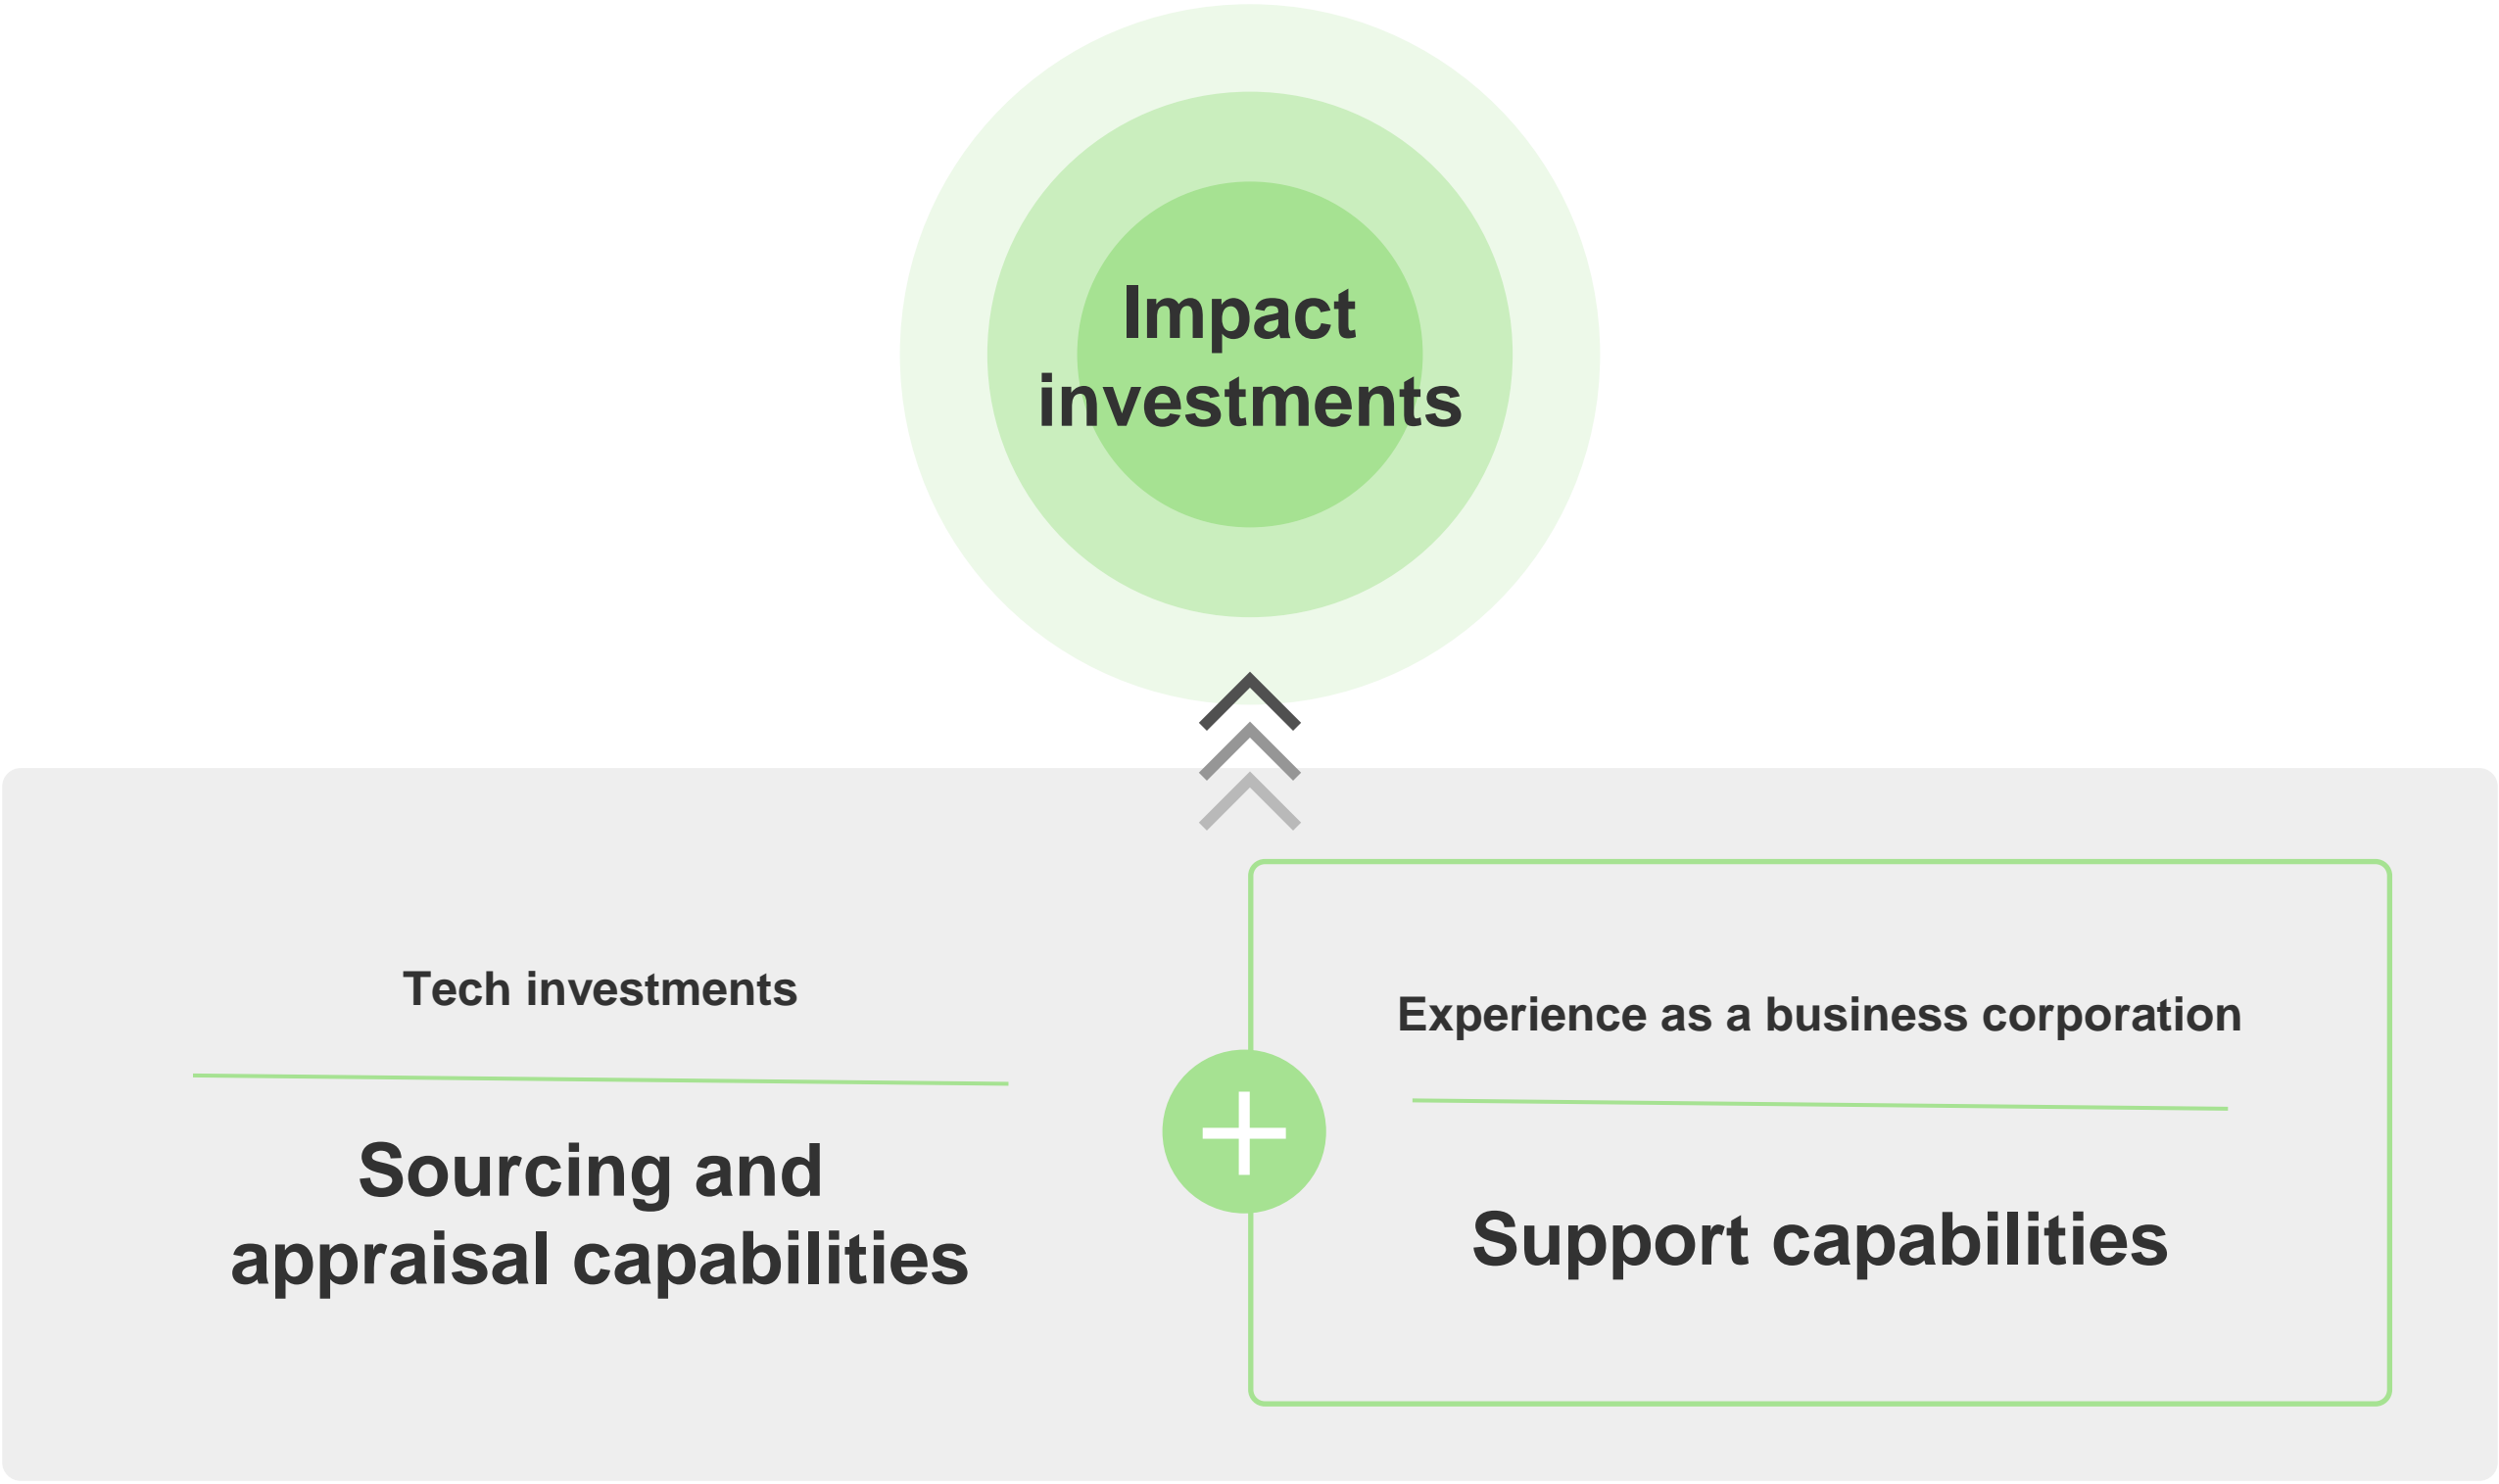 Impact
investments
Tech investments
Sourcing and
appraisal capabilities
Experience as a business corporation
Support capabilities